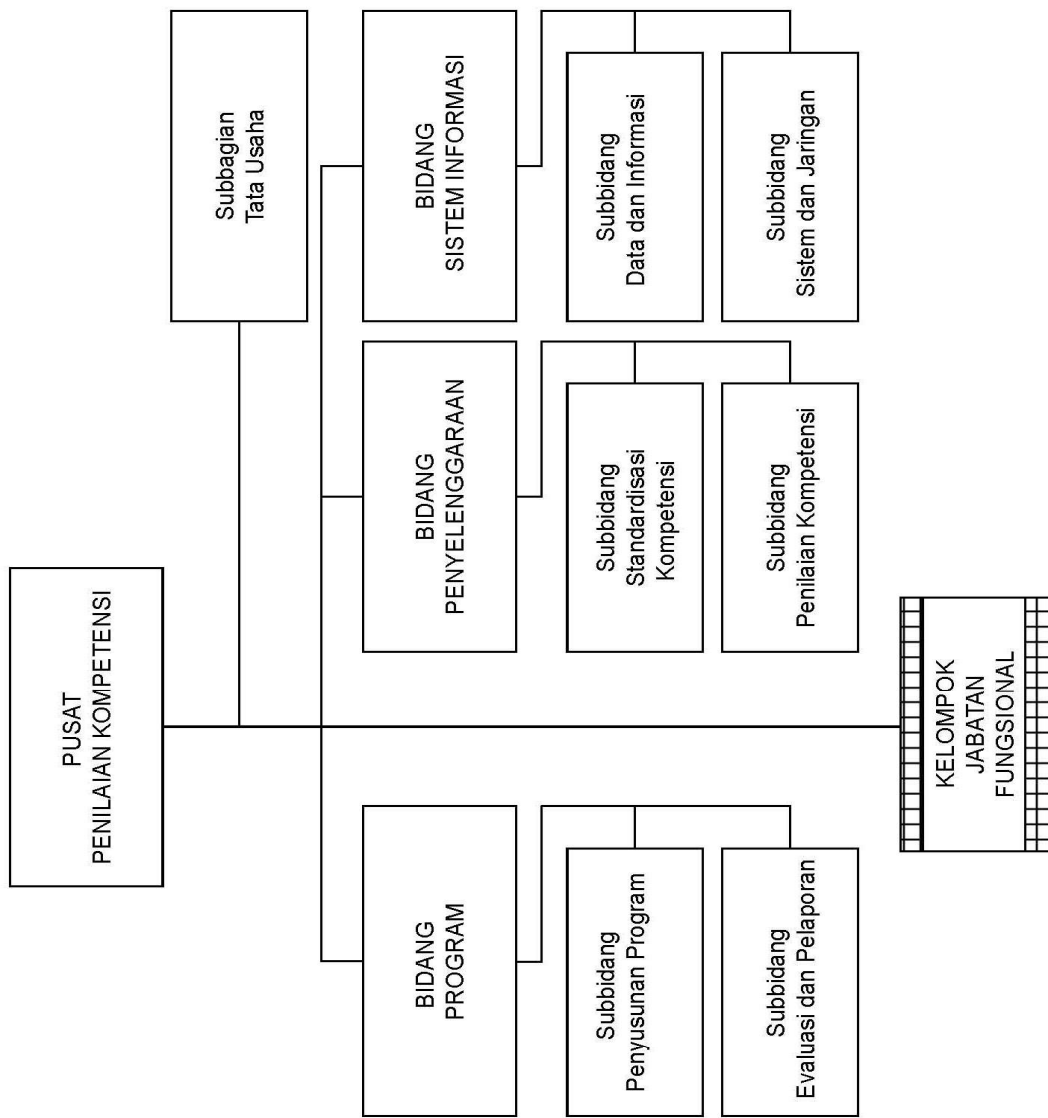 PUSAT
PENILAIAN KOMPETENSI
Subbagian
Tata Usaha
BIDANG
PROGRAM
BIDANG
PENYELENGGARAAN
BIDANG
SISTEM INFORMASI
Subbidang
Penyusunan Program
Subbidang
Standardisasi
Kompetensi
Subbidang
Data dan Informasi
Subbidang
Evaluasi dan Pelaporan
Subbidang
Penilaian Kompetensi
Subbidang
Sistem dan Jaringan
KELOMPOK
JABATAN
FUNGSIONAL